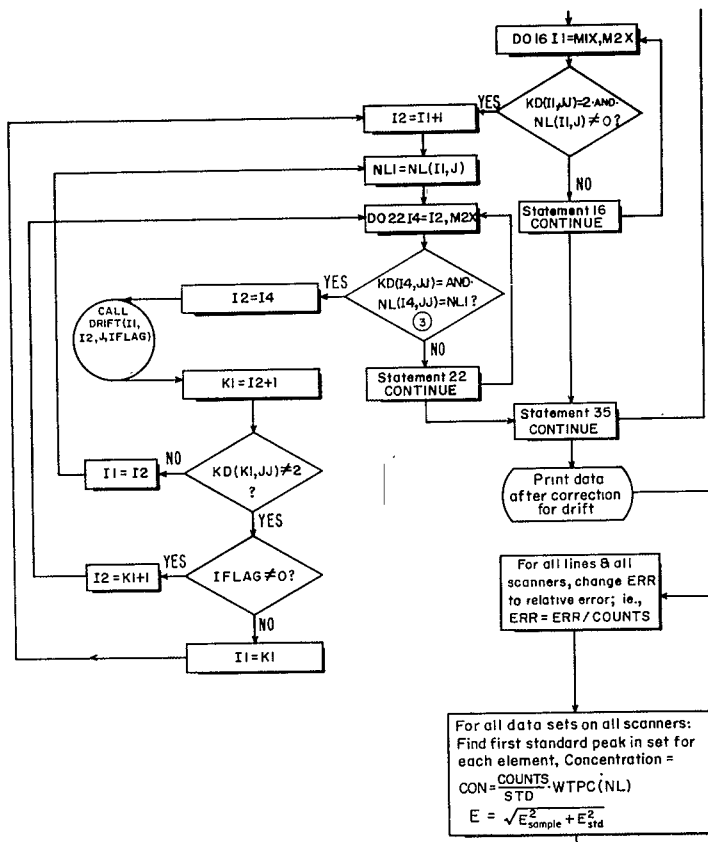 DO 16 I1=M1X,M2X
KD(I1,JJ)=2·AND·
NL(I1,J)≠0?
YES
I2=I1+1
NL1=NL(I1,J)
NO
DO 22 I4=I2,M2X
Statement 16
CONTINUE
KD(I4,JJ)=AND·
NL(I4,JJ)=NL1?
3
YES
I2=I4
CALL
DRIFT(I1,
I2,J,IFLAG)
NO
K1=I2+1
Statement 22
CONTINUE
Statement 35
CONTINUE
KD(K1,JJ)≠2
?
NO
I1=I2
Print data
after correction
for drift
YES
IFLAG≠0?
YES
I2=K1+1
NO
I1=K1
For all lines & all
scanners, change ERR
to relative error; ie.,
ERR=ERR/COUNTS
For all data sets on all scanners:
Find first standard peak in set for
each element, Concentration =
CON=COUNTS/STD·WTPC(NL)
E = √E²sample+E²std